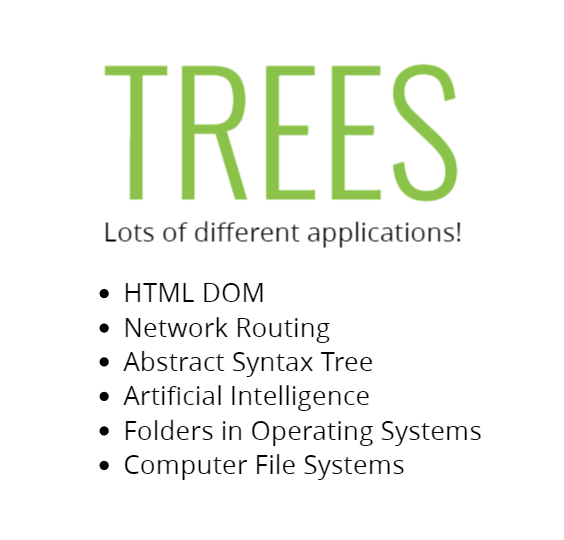 TREES
Lots of different applications!
• HTML DOM
• Network Routing
• Abstract Syntax Tree
• Artificial Intelligence
• Folders in Operating Systems
• Computer File Systems